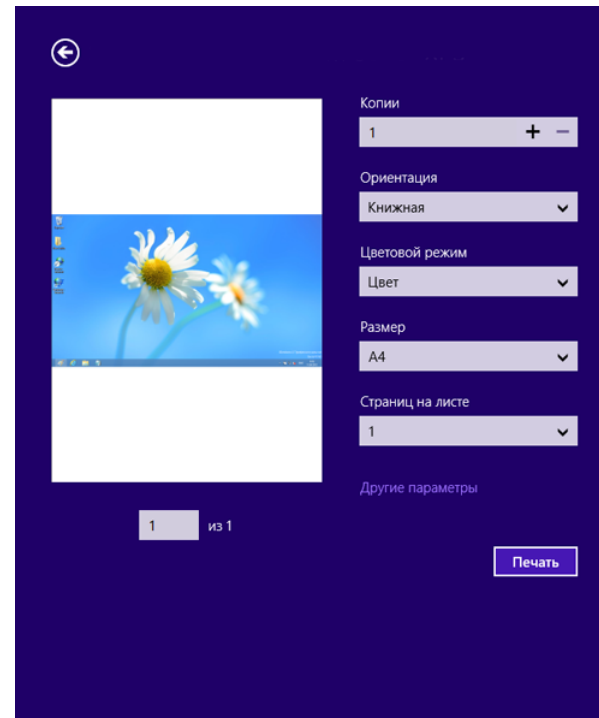 Копии
1
Ориентация
Книжная
Цветовой режим
Цвет
Размер
A4
Страниц на листе
1
Другие параметры
1 из 1
Печать